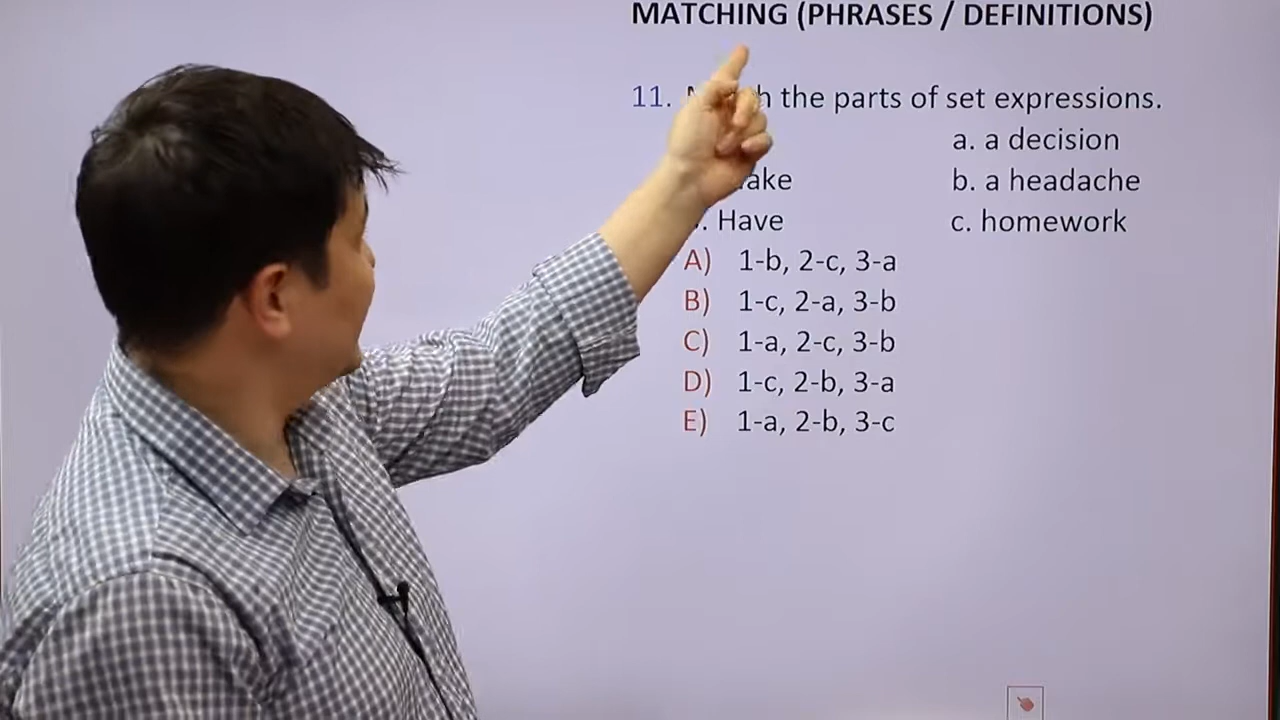 MATCHING (PHRASES / DEFINITIONS)
11. the parts of set expressions.
a. a decision
b. a headache
Have c. homework
A) 1-b, 2-c, 3-a
B) 1-c, 2-a, 3-b
C) 1-a, 2-c, 3-b
D) 1-c, 2-b, 3-a
E) 1-a, 2-b, 3-c